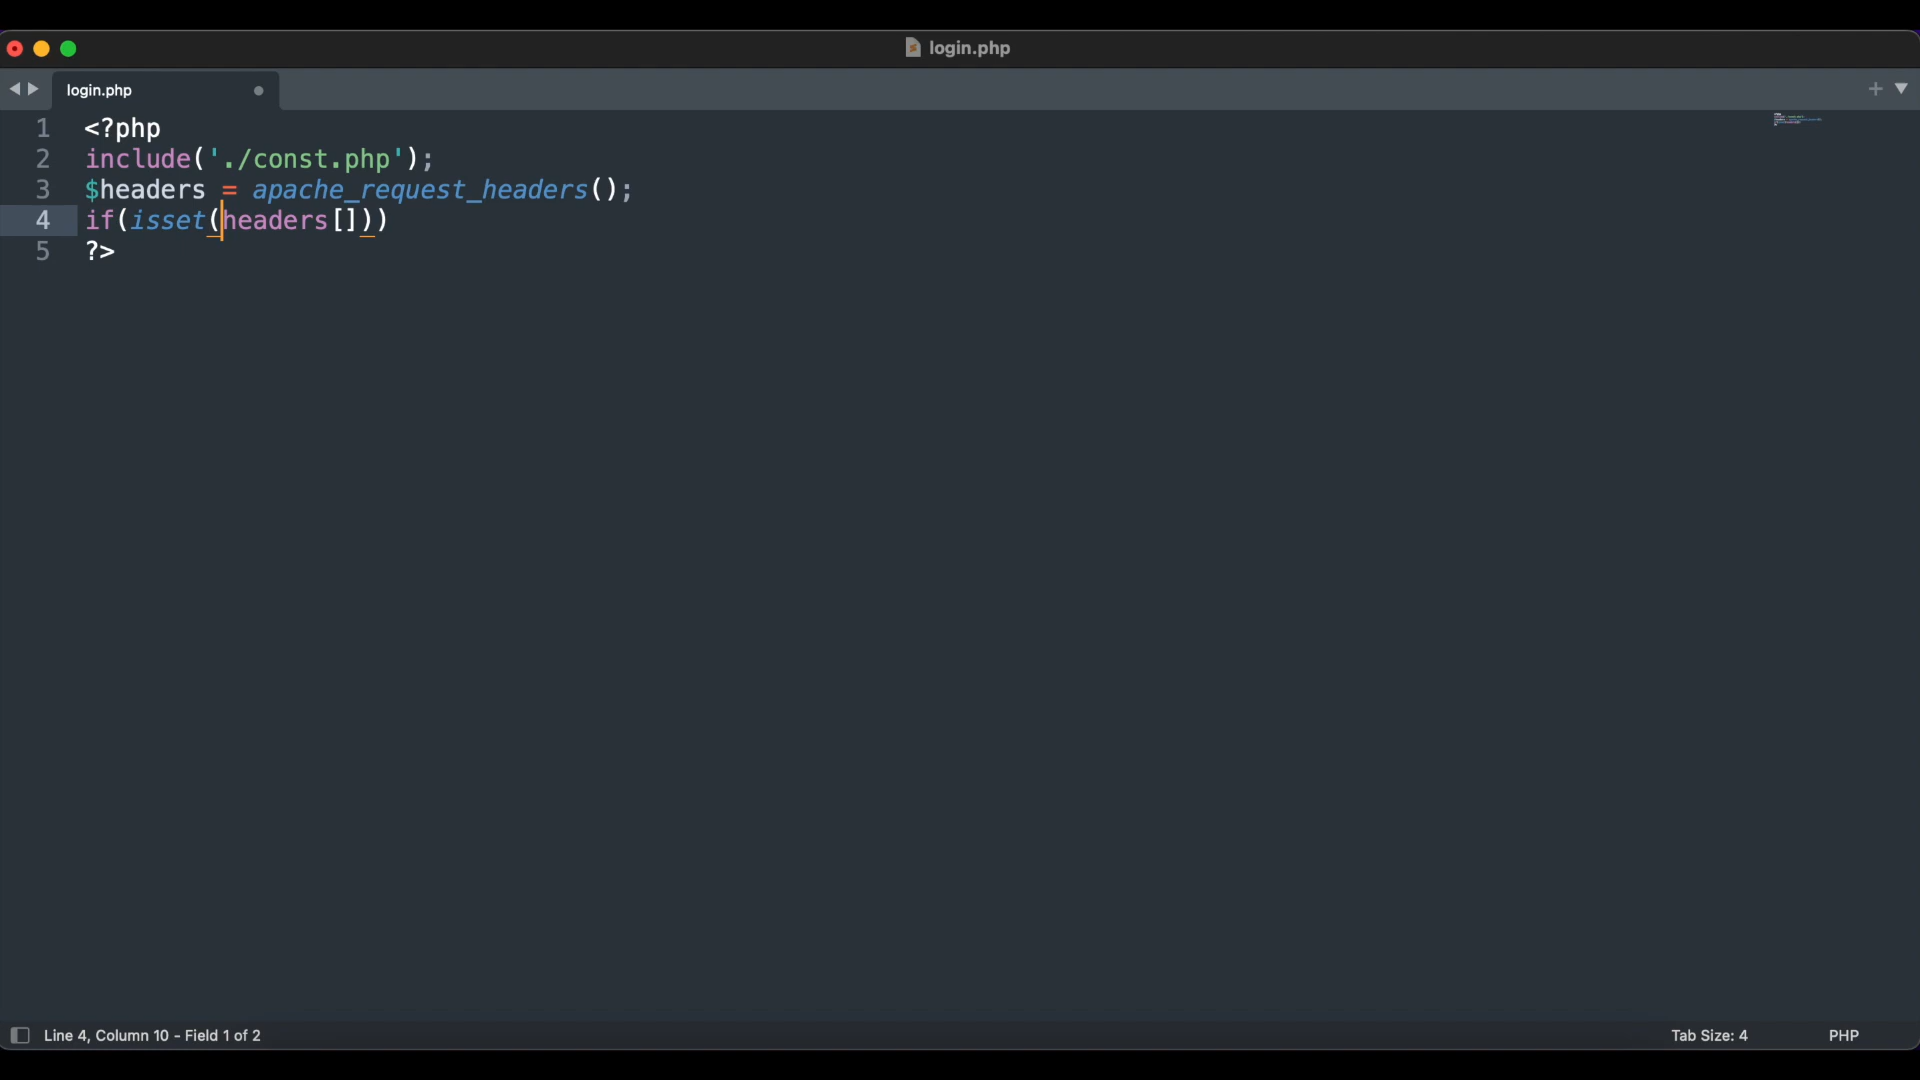 login.php
login.php
1 <?php
2 include('./const.php');
3 $headers = apache_request_headers();
4 if(isset(headers[]))
5 ?>
Line 4, Column 10 - Field 1 of 2
Tab Size: 4
PHP